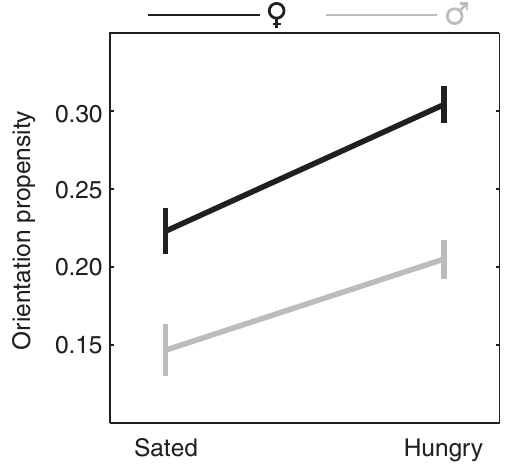 ♀ ♂
Orientation propensity
0.30
0.25
0.20
0.15
Sated Hungry